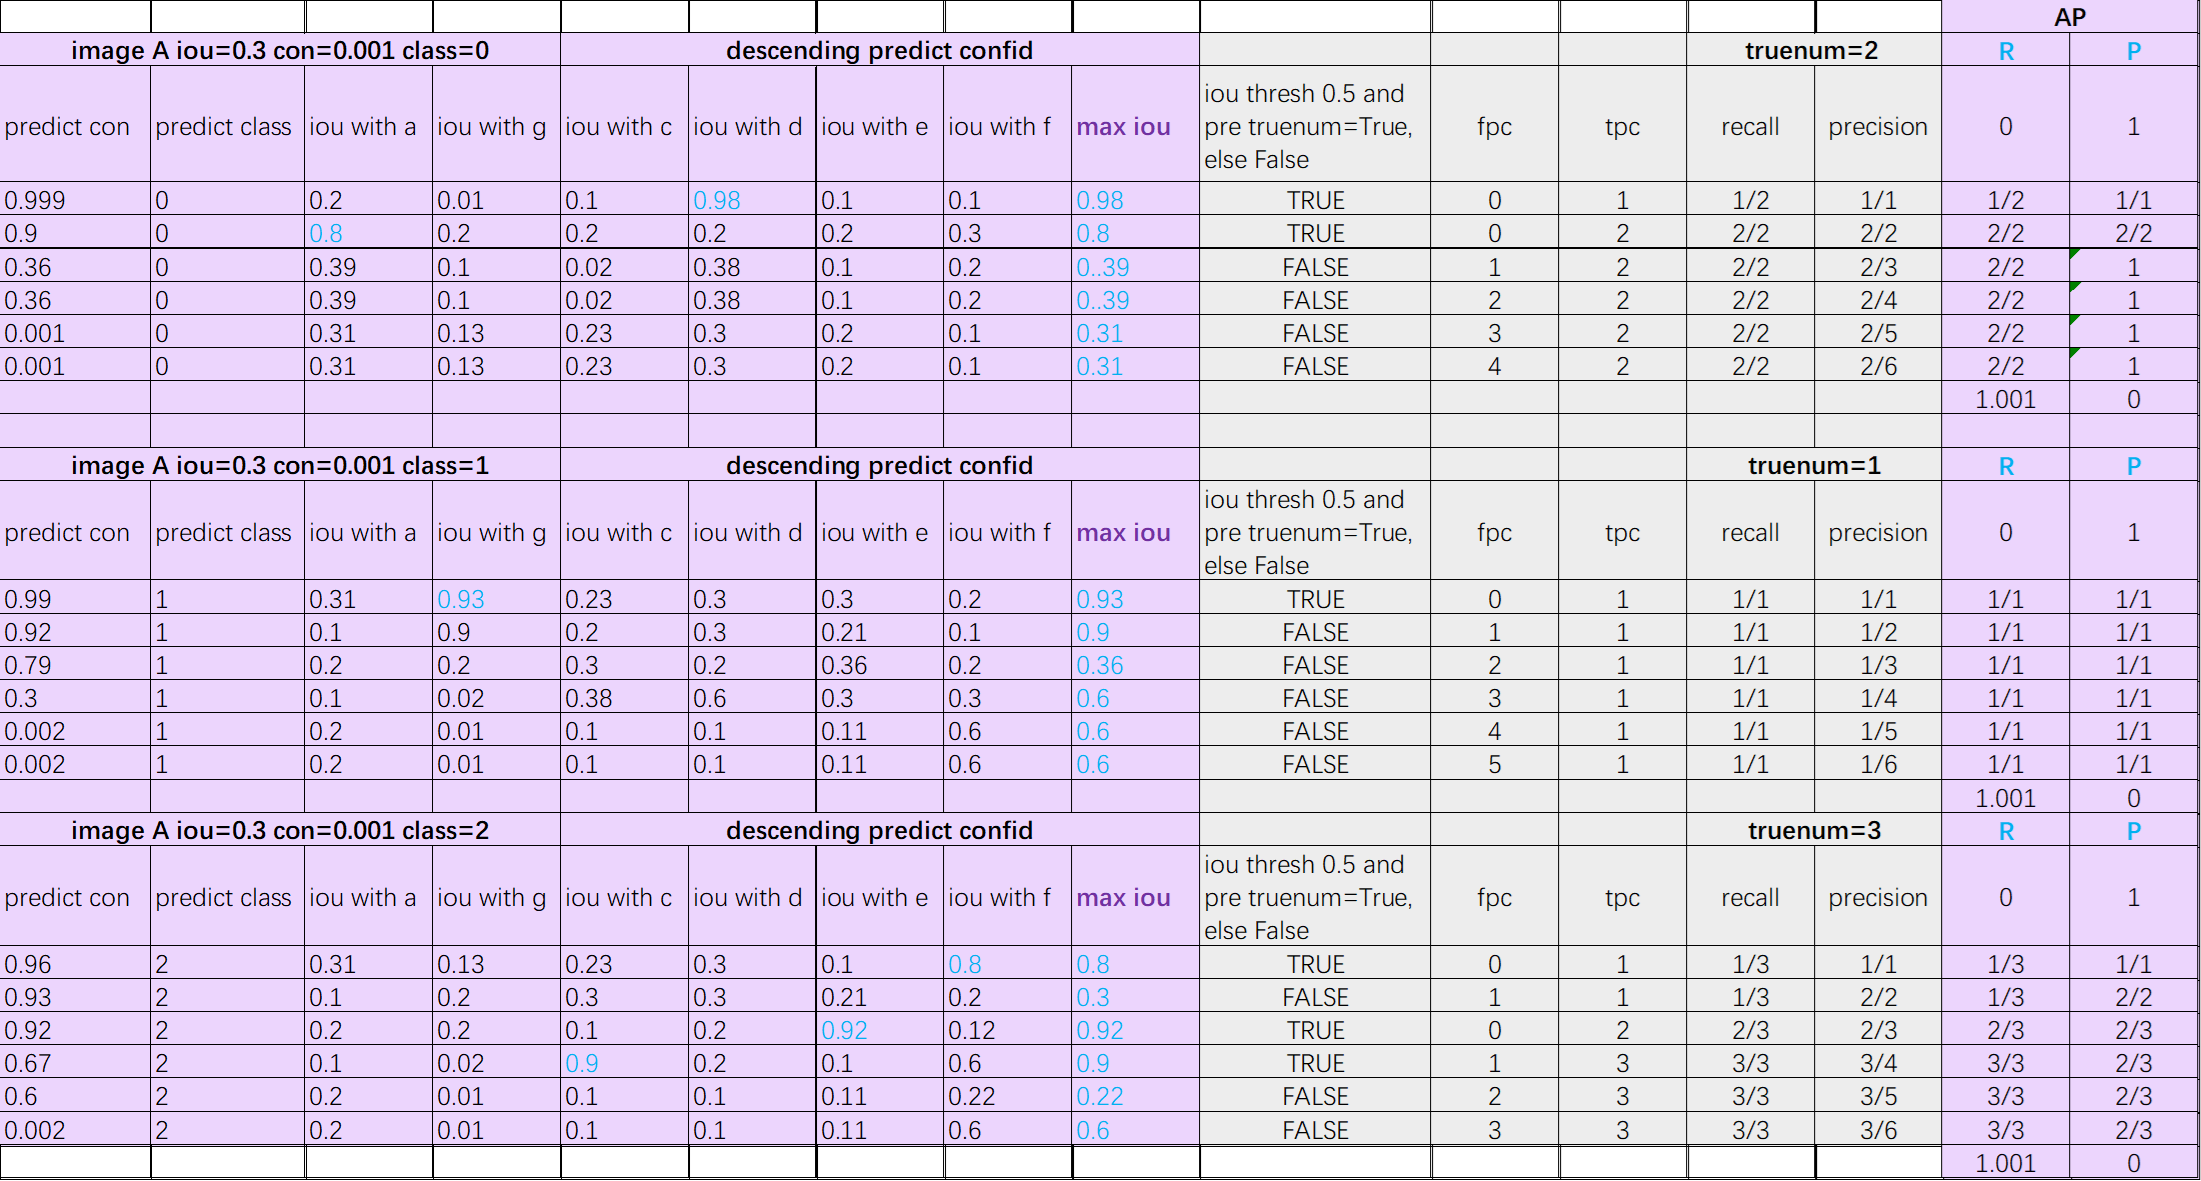 AP
image A iou=0.3 con=0.001 class=0 descending predict confid truenum=2 R P
predict con predict class iou with a iou with g iou with c iou with d iou with e iou with f max iou iou thresh 0.5 and pre truenum=True, else False fpc tpc recall precision 0 1
0.999 0 0.2 0.01 0.1 0.98 0.1 0.1 0.98 TRUE 0 1 1/2 1/1 1/2 1/1
0.9 0 0.8 0.2 0.2 0.2 0.2 0.3 0.8 TRUE 0 2 2/2 2/2 2/2 2/2
0.36 0 0.39 0.1 0.02 0.38 0.1 0.2 0..39 FALSE 1 2 2/2 2/3 2/2 1
0.36 0 0.39 0.1 0.02 0.38 0.1 0.2 0..39 FALSE 2 2 2/2 2/4 2/2 1
0.001 0 0.31 0.13 0.23 0.3 0.2 0.1 0.31 FALSE 3 2 2/2 2/5 2/2 1
0.001 0 0.31 0.13 0.23 0.3 0.2 0.1 0.31 FALSE 4 2 2/2 2/6 2/2 1
1.001 0
image A iou=0.3 con=0.001 class=1 descending predict confid truenum=1 R P
predict con predict class iou with a iou with g iou with c iou with d iou with e iou with f max iou iou thresh 0.5 and pre truenum=True, else False fpc tpc recall precision 0 1
0.99 1 0.31 0.93 0.23 0.3 0.3 0.2 0.93 TRUE 0 1 1/1 1/1 1/1 1/1
0.92 1 0.1 0.9 0.2 0.3 0.21 0.1 0.9 FALSE 1 1 1/1 1/2 1/1 1/1
0.79 1 0.2 0.2 0.3 0.2 0.36 0.2 0.36 FALSE 2 1 1/1 1/3 1/1 1/1
0.3 1 0.1 0.02 0.38 0.6 0.3 0.3 0.6 FALSE 3 1 1/1 1/4 1/1 1/1
0.002 1 0.2 0.01 0.1 0.1 0.11 0.6 0.6 FALSE 4 1 1/1 1/5 1/1 1/1
0.002 1 0.2 0.01 0.1 0.1 0.11 0.6 0.6 FALSE 5 1 1/1 1/6 1/1 1/1
1.001 0
image A iou=0.3 con=0.001 class=2 descending predict confid truenum=3 R P
predict con predict class iou with a iou with g iou with c iou with d iou with e iou with f max iou iou thresh 0.5 and pre truenum=True, else False fpc tpc recall precision 0 1
0.96 2 0.31 0.13 0.23 0.3 0.1 0.8 0.8 TRUE 0 1 1/3 1/1 1/3 1/1
0.93 2 0.1 0.2 0.3 0.3 0.21 0.2 0.3 FALSE 1 1 1/3 2/2 1/3 2/2
0.92 2 0.2 0.2 0.1 0.2 0.92 0.12 0.92 TRUE 0 2 2/3 2/3 2/3 2/3
0.67 2 0.1 0.02 0.9 0.2 0.1 0.6 0.9 TRUE 1 3 3/3 3/4 3/3 2/3
0.6 2 0.2 0.01 0.1 0.1 0.11 0.22 0.22 FALSE 2 3 3/3 3/5 3/3 2/3
0.002 2 0.2 0.01 0.1 0.1 0.11 0.6 0.6 FALSE 3 3 3/3 3/6 3/3 2/3
1.001 0